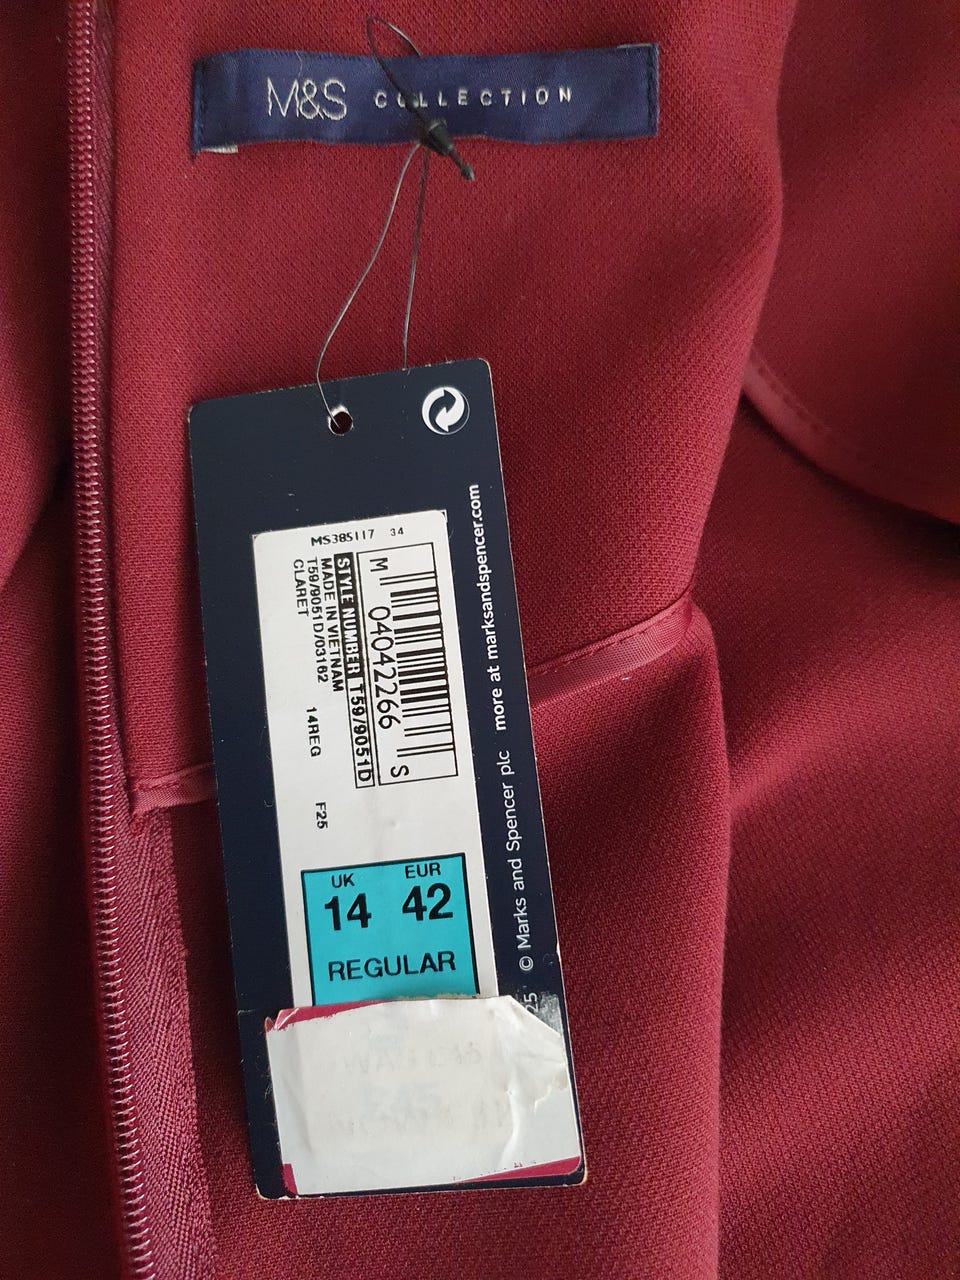 M&S COLLECTION
MS385117 34
M 04042266 S
STYLE NUMBER T59/9051D
MADE IN VIETNAM
T59/9051D/03162 14REG F25
CLARET
UK EUR
14 42
REGULAR
© Marks and Spencer plc more at marksandspencer.com